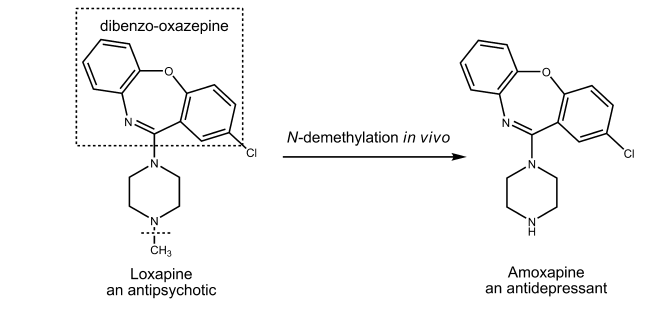 dibenzo-oxazepine
O
N
Cl
N
N
CH₃
Loxapine
an antipsychotic
N-demethylation in vivo
O
N
Cl
N
N
H
Amoxapine
an antidepressant